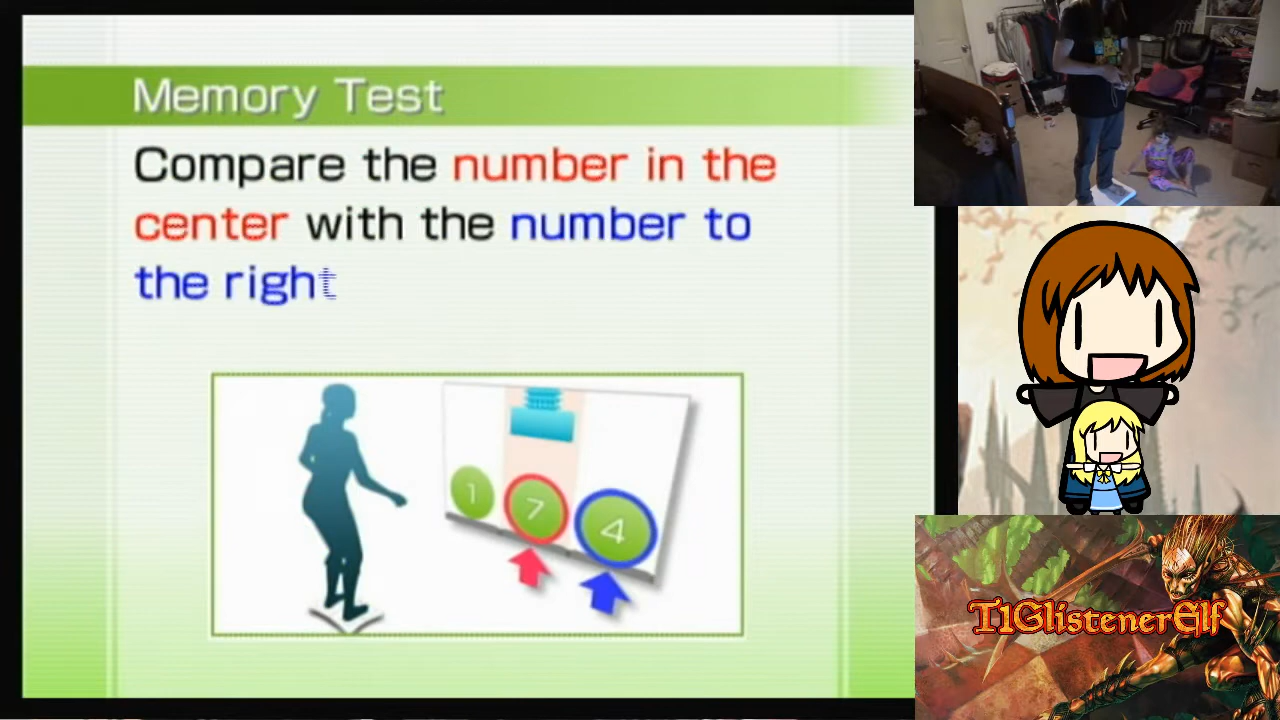 Memory Test
Compare the number in the
center with the number to
the right
1 7 4
T1GlistenerElf